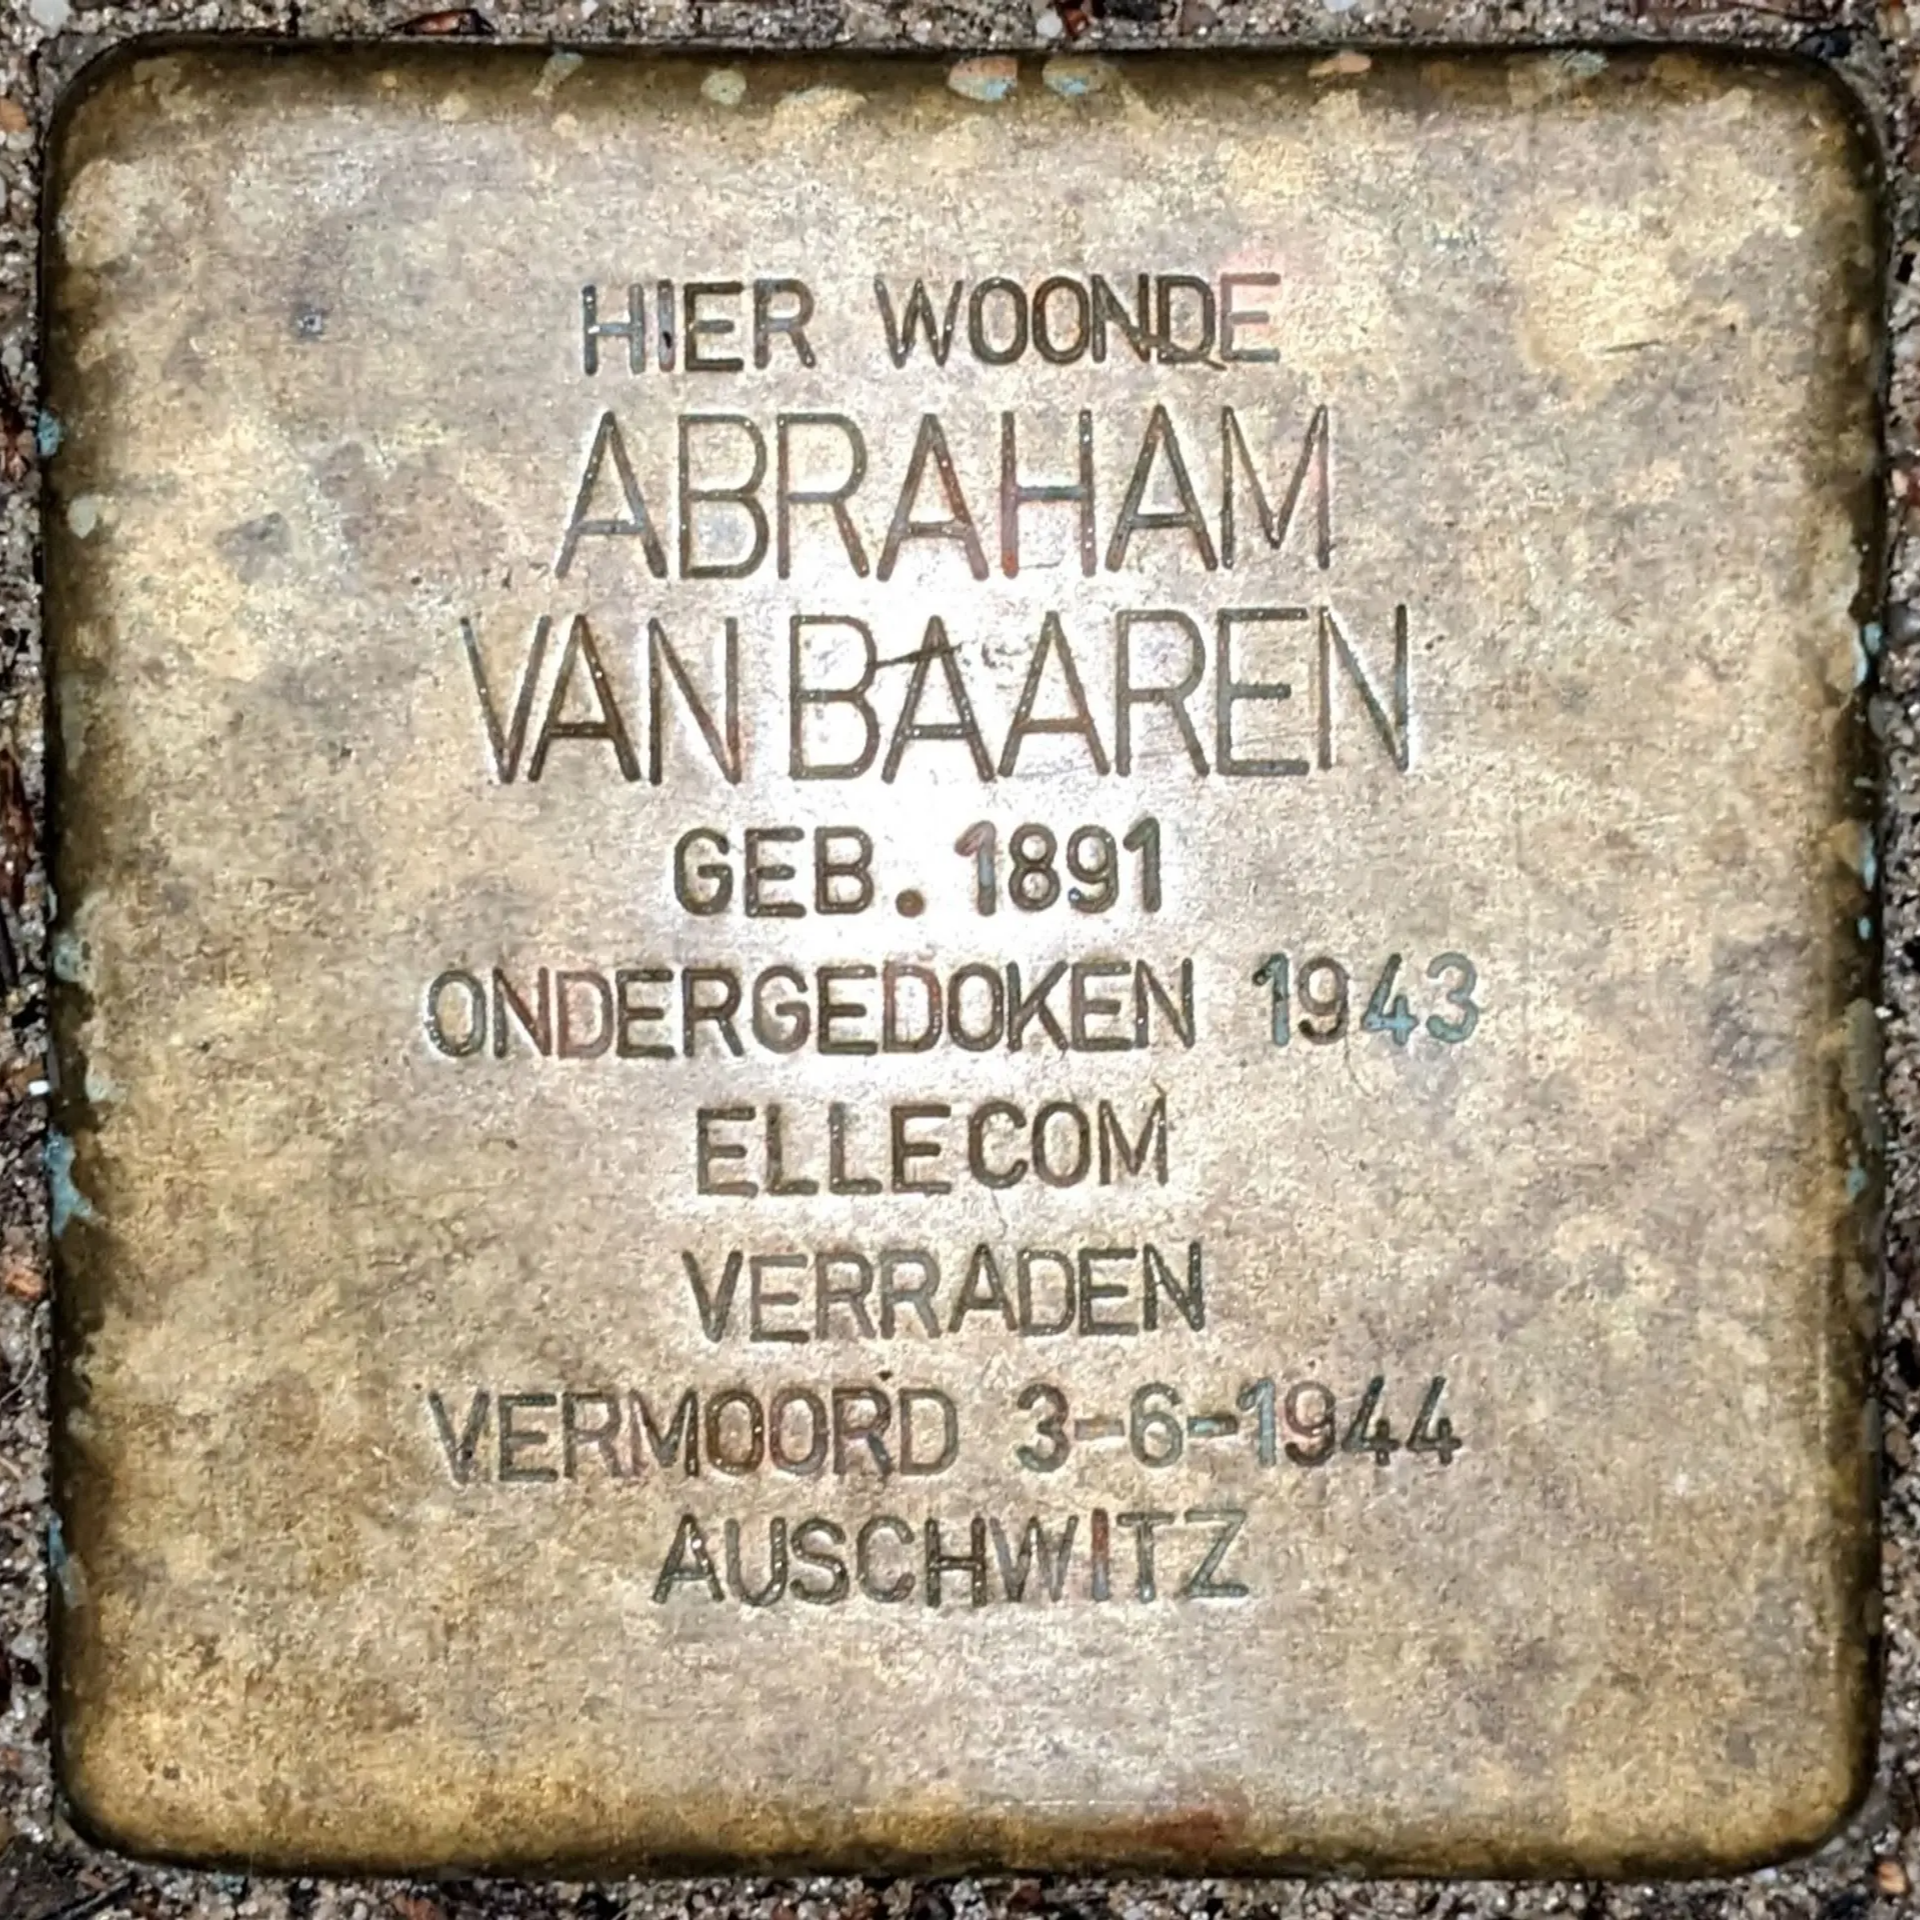 HIER WOONDE
ABRAHAM
VAN BAAREN
GEB. 1891
ONDERGEDOKEN 1943
ELLECOM
VERRADEN
VERMOORD 3-6-1944
AUSCHWITZ